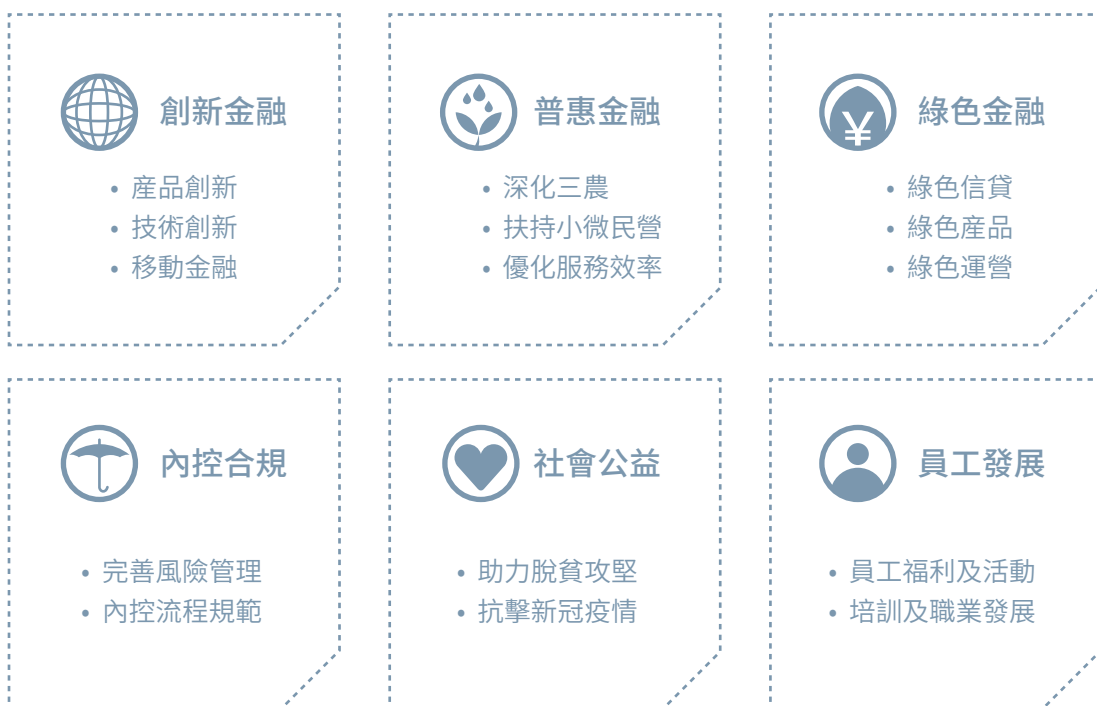 創新金融
• 產品創新
• 技術創新
• 移動金融
普惠金融
• 深化三農
• 扶持小微民營
• 優化服務效率
綠色金融
¥
• 綠色信貸
• 綠色產品
• 綠色運營
內控合規
• 完善風險管理
• 內控流程規範
社會公益
• 助力脫貧攻堅
• 抗擊新冠疫情
員工發展
• 員工福利及活動
• 培訓及職業發展